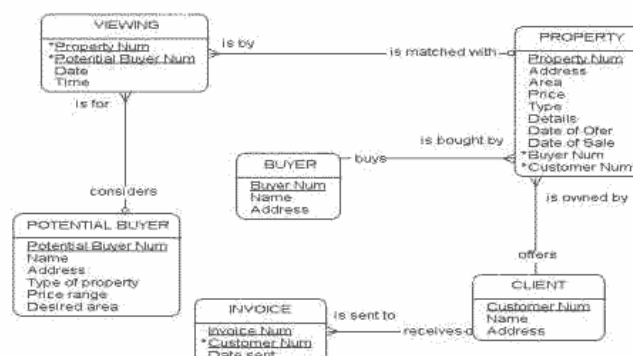 VIEWING
*Property Num
*Potential Buyer Num
Date
Time
is by
is matched with
PROPERTY
Property Num
Address
Area
Price
Type
Details
Date of Ofer
Date of Sale
*Buyer Num
*Customer Num
is for
considers
is bought by
buys
BUYER
Buyer Num
Name
Address
is owned by
offers
POTENTIAL BUYER
Potential Buyer Num
Name
Address
Type of property
Price range
Desired area
CLIENT
Customer Num
Name
Address
INVOICE
Invoice Num
*Customer Num
Date sent
is sent to
receives